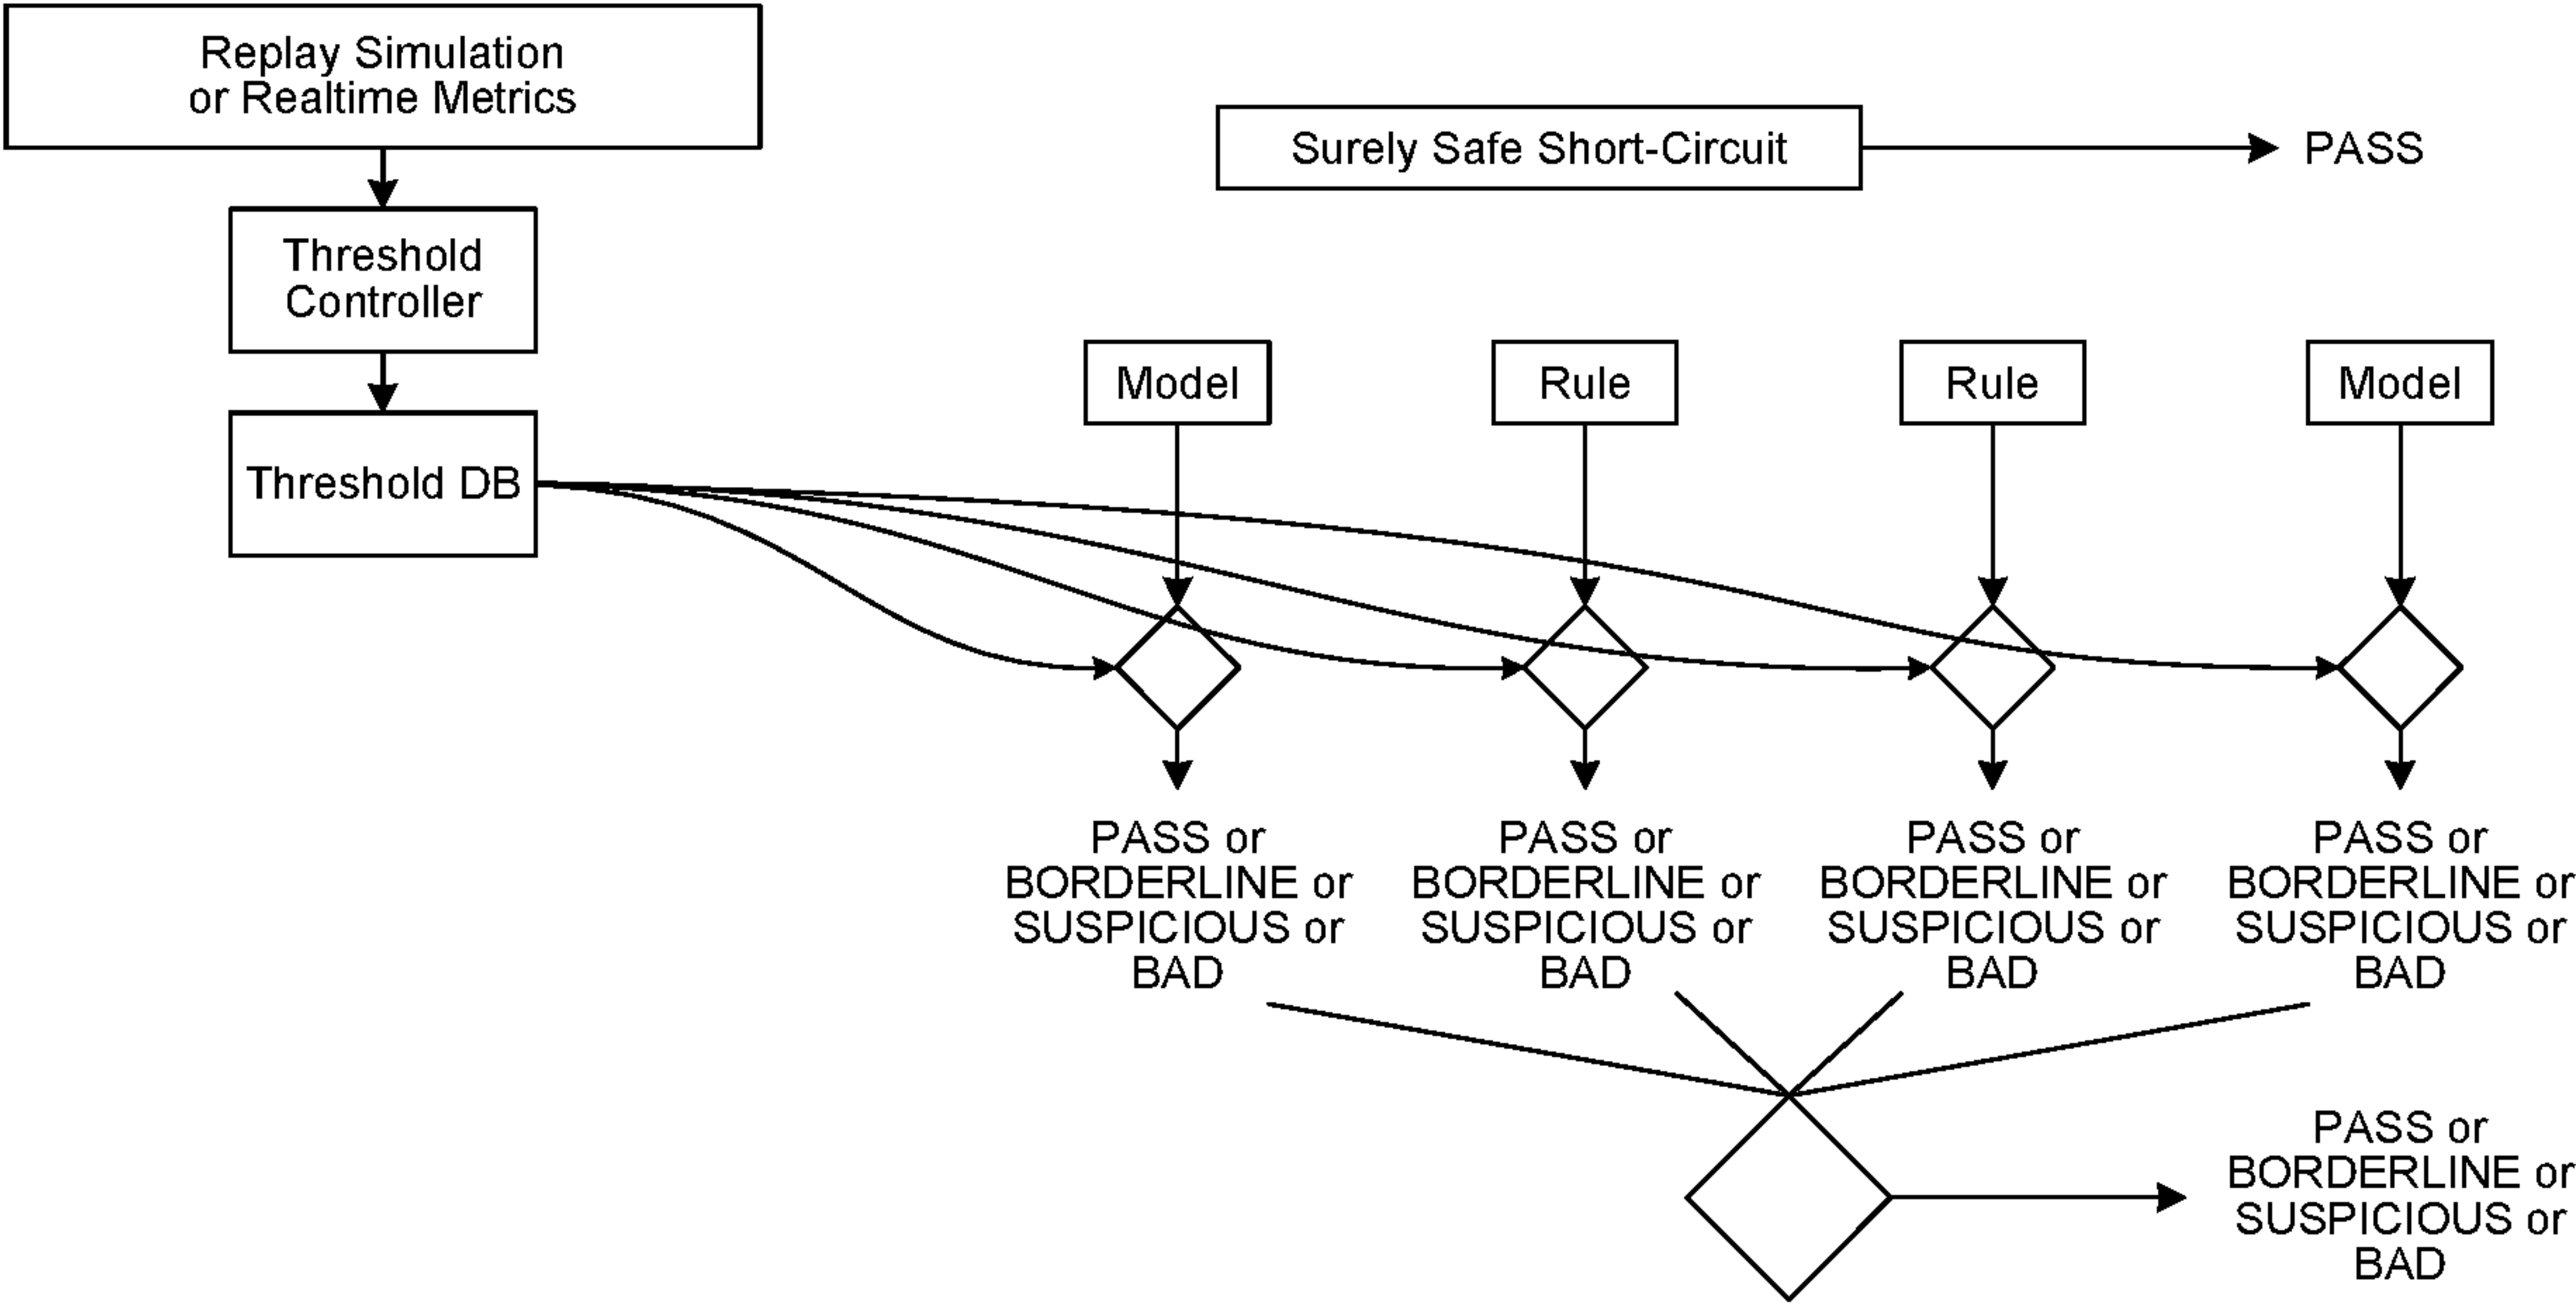 Replay Simulation
or Realtime Metrics
Surely Safe Short-Circuit
PASS
Threshold
Controller
Threshold DB
Model
Rule
Rule
Model
PASS or
BORDERLINE or
SUSPICIOUS or
BAD
PASS or
BORDERLINE or
SUSPICIOUS or
BAD
PASS or
BORDERLINE or
SUSPICIOUS or
BAD
PASS or
BORDERLINE or
SUSPICIOUS or
BAD
PASS or
BORDERLINE or
SUSPICIOUS or
BAD